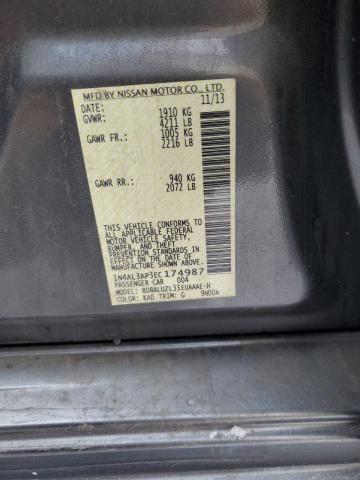 MFD BY NISSAN MOTOR CO., LTD.
DATE: 11/13
GVWR: 1910 KG
4211 LB
GAWR FR: 1005 KG
2216 LB
GAWR RR: 940 KG
2072 LB
THIS VEHICLE CONFORMS TO ALL
APPLICABLE FEDERAL
MOTOR VEHICLE SAFETY,
BUMPER, AND THEFT
PREVENTION STANDARDS
IN EFFECT ON THE DATE OF
MANUFACTURE SHOWN ABOVE.
1N4AL3AP3EC174987
PASSENGER CAR 004
MODEL: BDBALUZL33EUAAAE-H
COLOR: KAD TRIM: G 9N00A